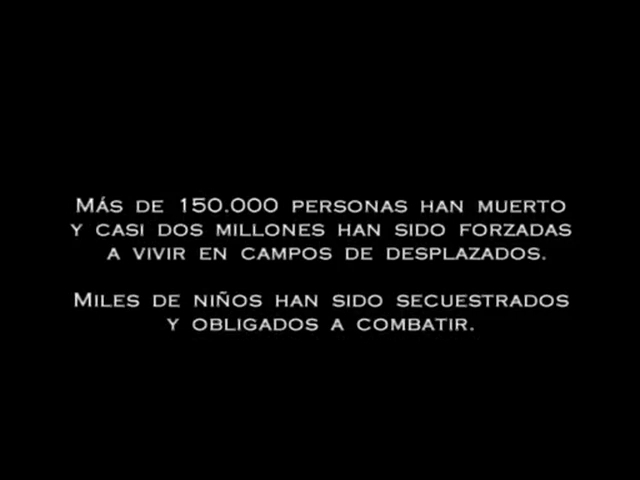 Más de 150.000 personas han muerto
y casi dos millones han sido forzadas
a vivir en campos de desplazados.
Miles de niños han sido secuestrados
y obligados a combatir.